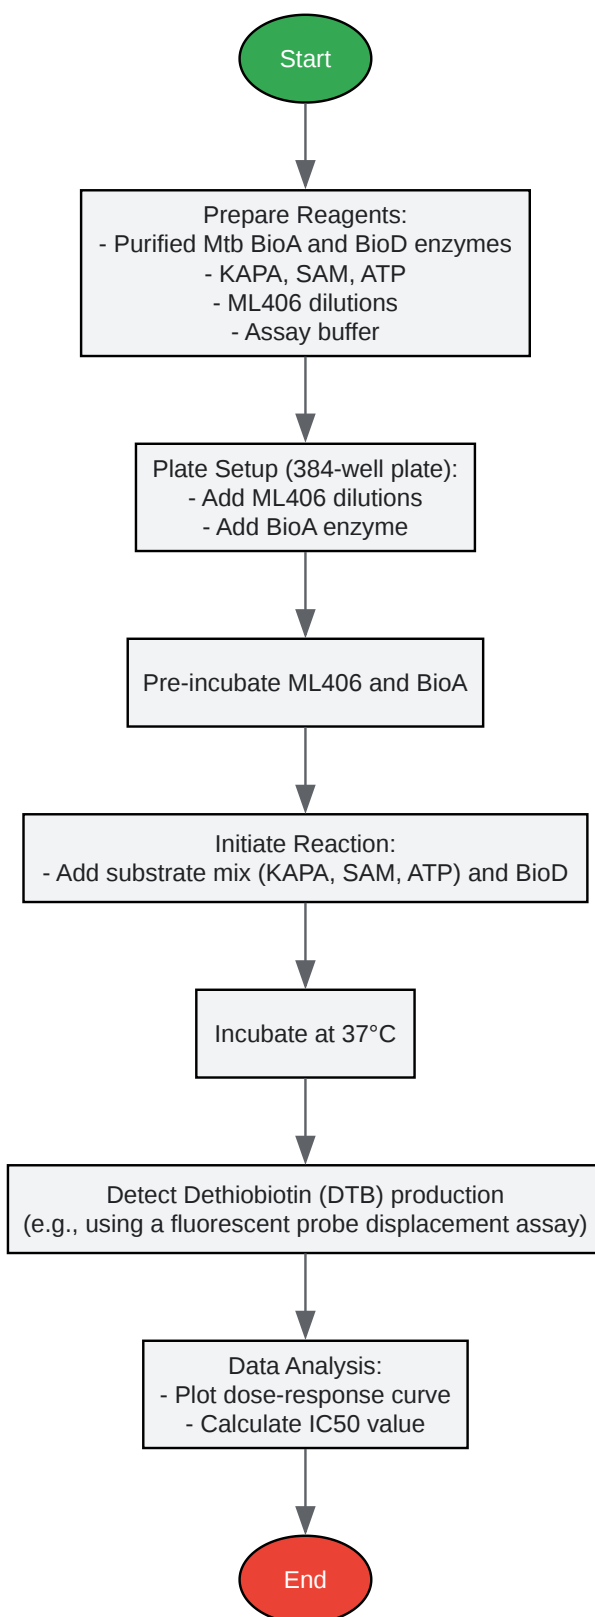 Start
Prepare Reagents:
- Purified Mtb BioA and BioD enzymes
- KAPA, SAM, ATP
- ML406 dilutions
- Assay buffer
Plate Setup (384-well plate):
- Add ML406 dilutions
- Add BioA enzyme
Pre-incubate ML406 and BioA
Initiate Reaction:
- Add substrate mix (KAPA, SAM, ATP) and BioD
Incubate at 37°C
Detect Dethiobiotin (DTB) production
(e.g., using a fluorescent probe displacement assay)
Data Analysis:
- Plot dose-response curve
- Calculate IC50 value
End